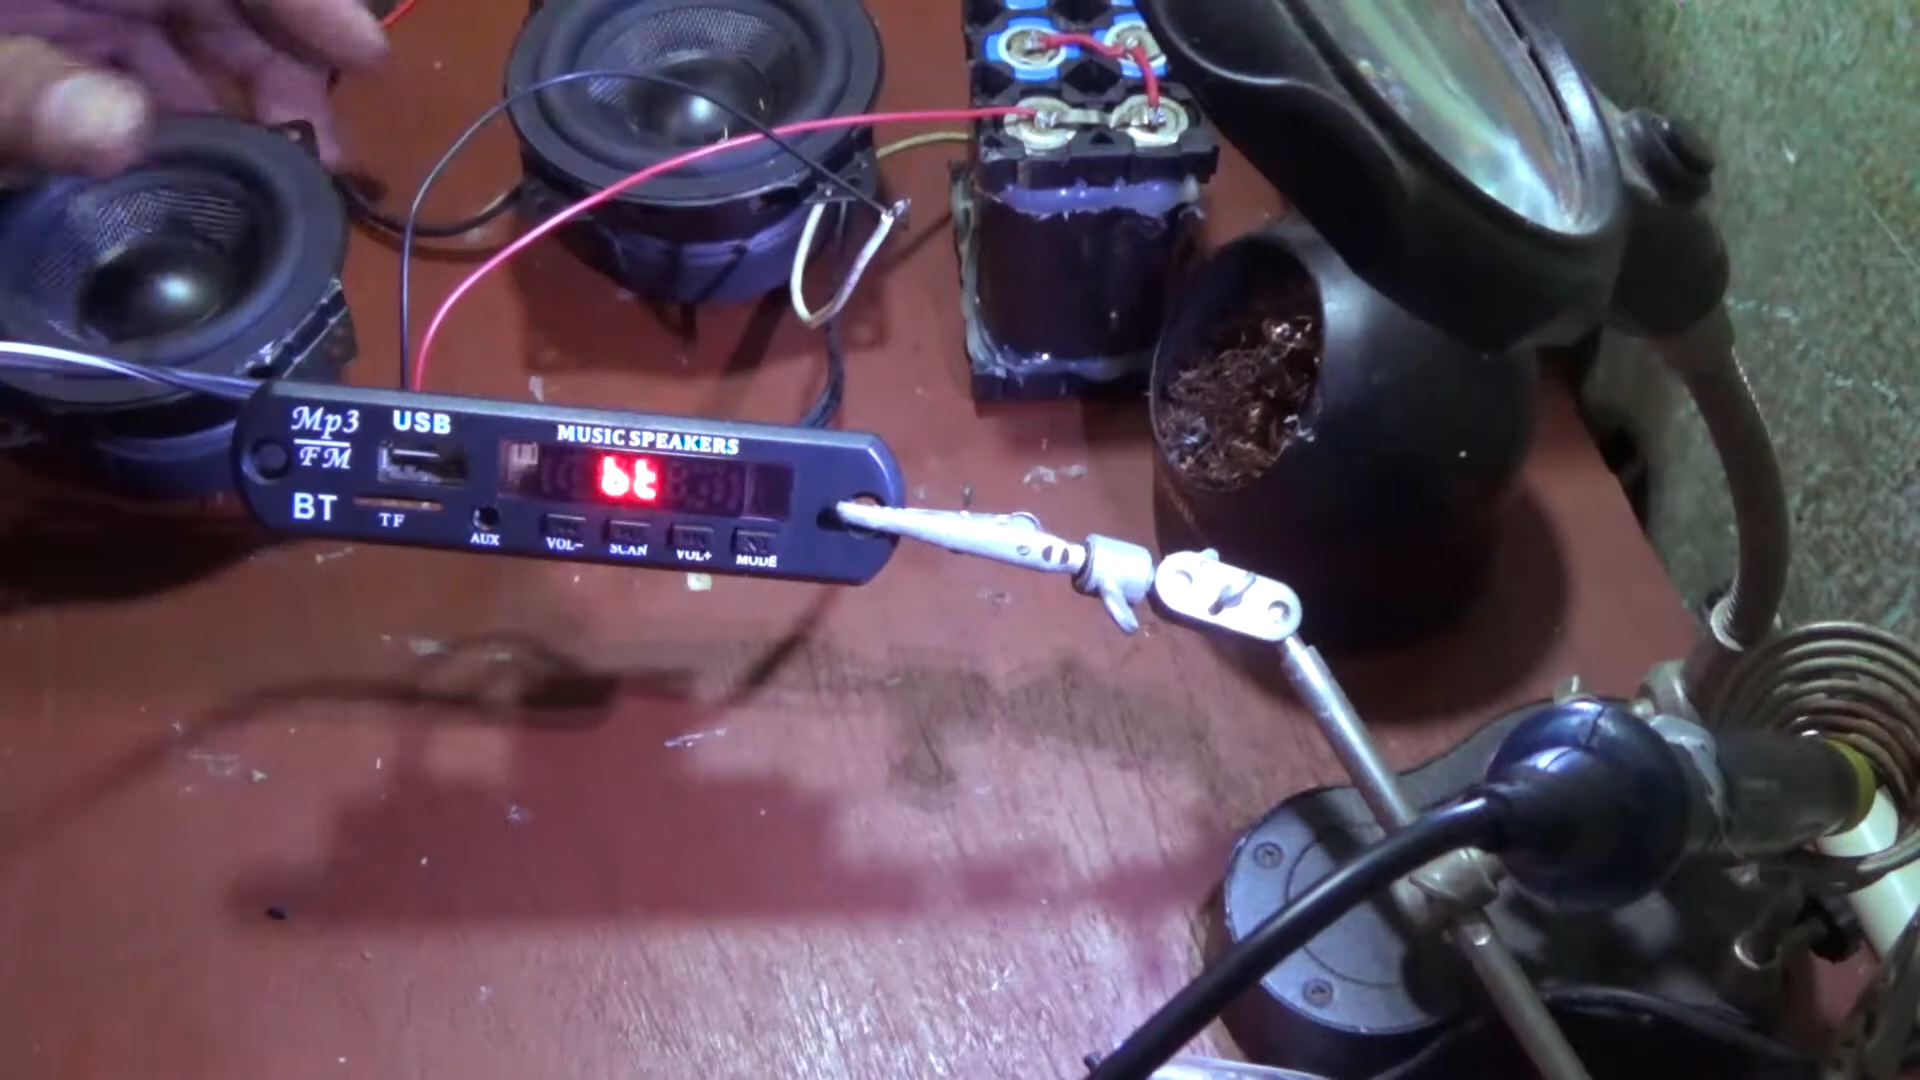 Mp3
FM
USB
MUSIC SPEAKERS
bt
BT
TF
AUX
VOL-
SCAN
VOL+
MODE